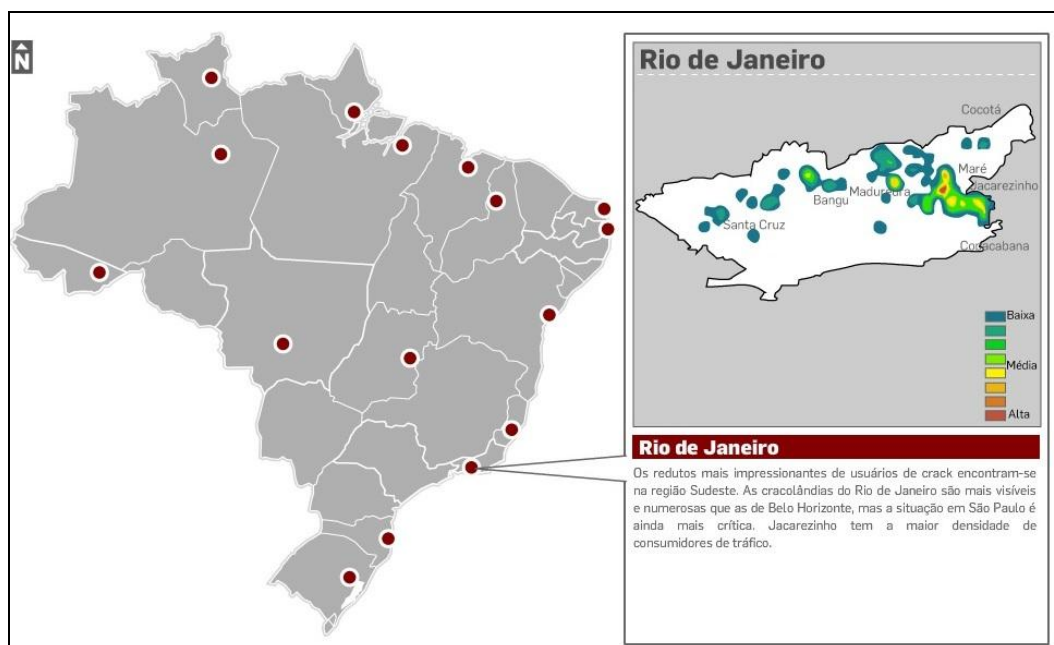 N
Rio de Janeiro
Cocotá
Maré
Jacarezinho
Madureira
Bangu
Santa Cruz
Copacabana
Baixa
Média
Alta
Rio de Janeiro
Os redutos mais impressionantes de usuários de crack encontram-se
na região Sudeste. As cracolândias do Rio de Janeiro são mais visíveis
e numerosas que as de Belo Horizonte, mas a situação em São Paulo é
ainda mais crítica. Jacarezinho tem a maior densidade de
consumidores de tráfico.